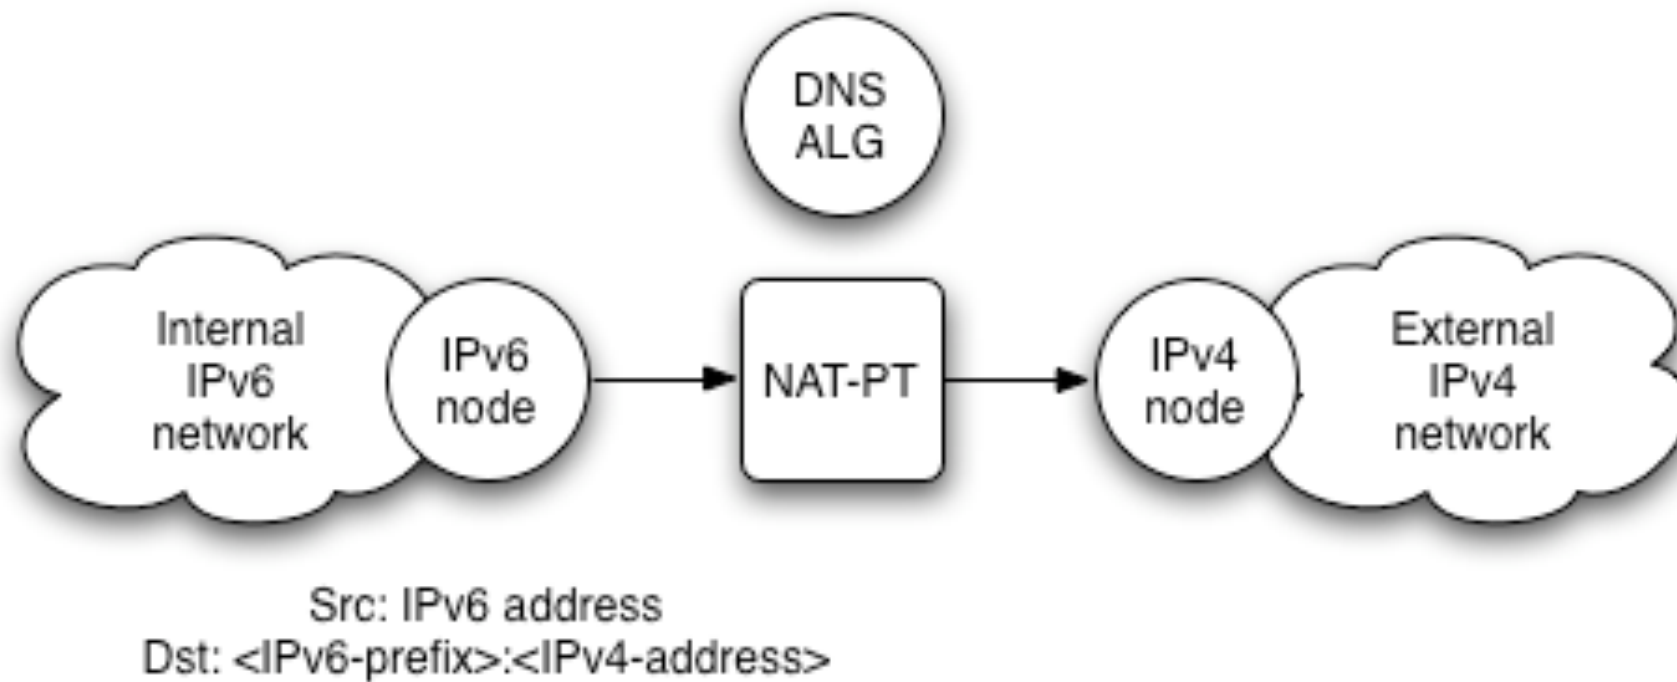 DNS
ALG
Internal
IPv6
network
IPv6
node
NAT-PT
IPv4
node
External
IPv4
network
Src: IPv6 address
Dst: <IPv6-prefix>:<IPv4-address>